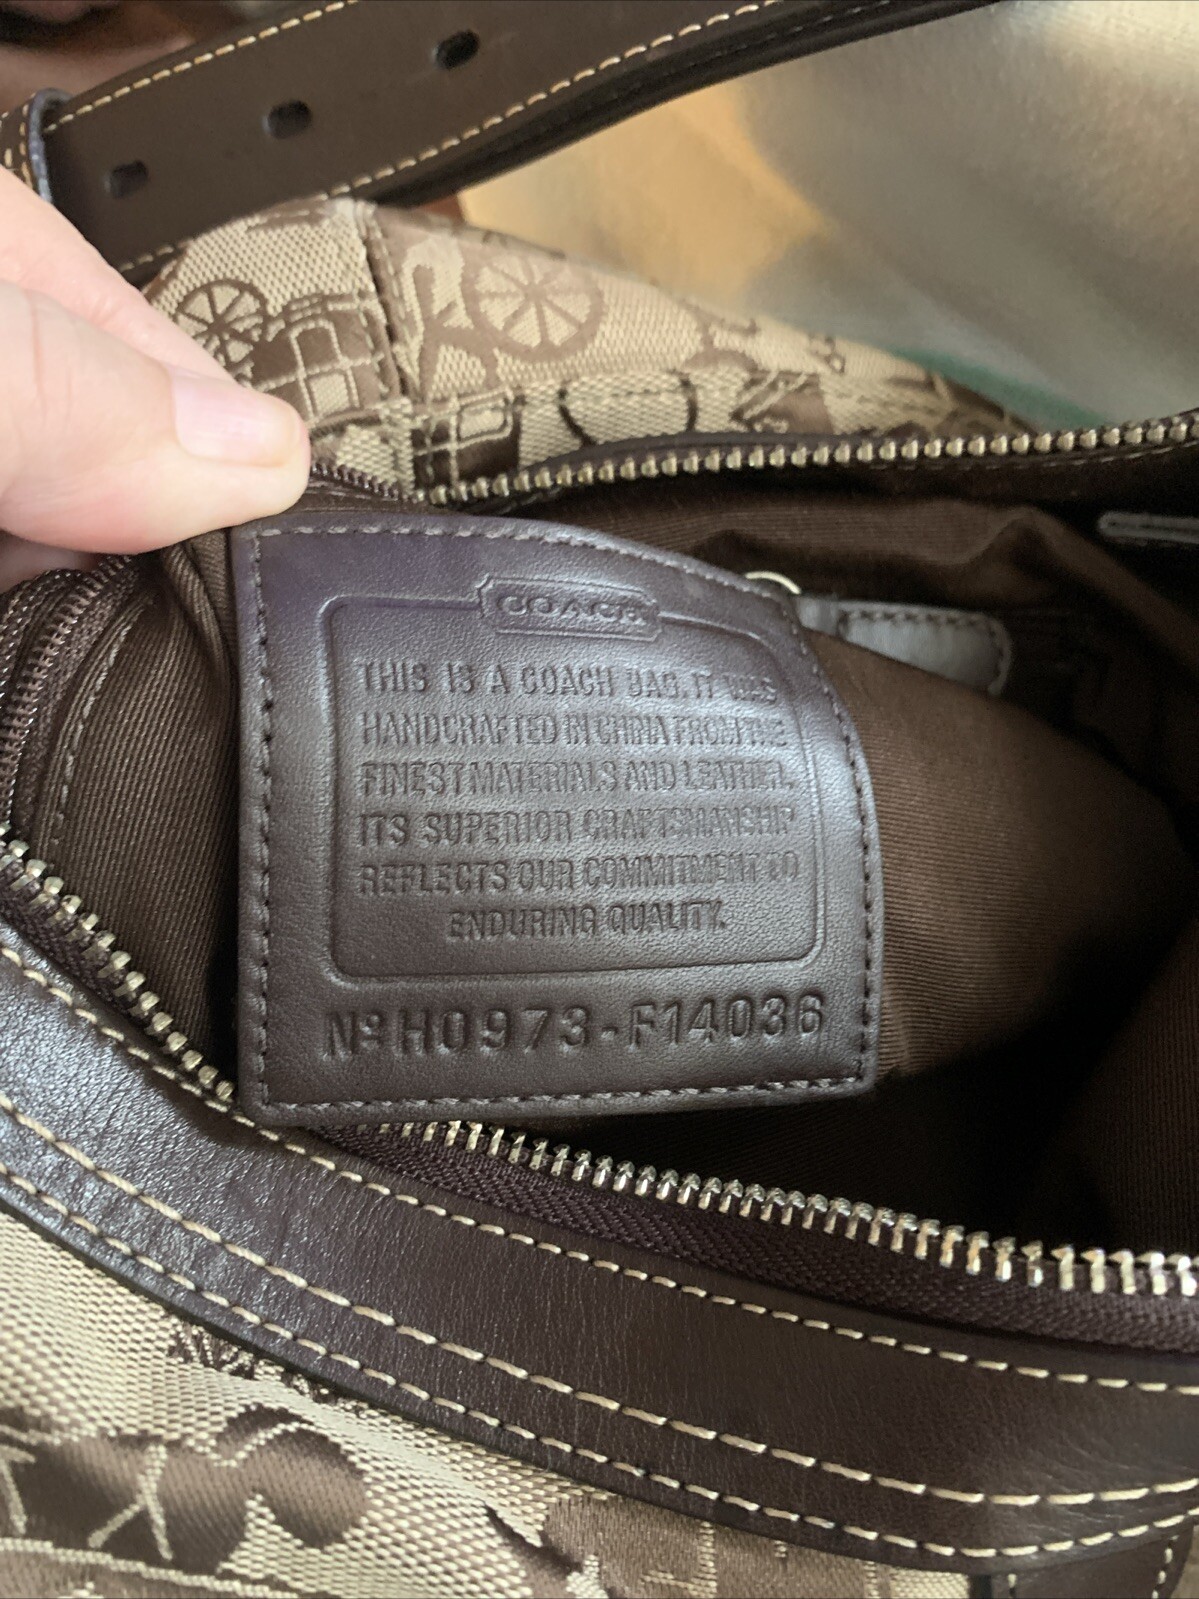 COACH
THIS IS A COACH BAG. IT WAS
HANDCRAFTED IN CHINA FROM THE
FINEST MATERIALS AND LEATHER.
ITS SUPERIOR CRAFTSMANSHIP
REFLECTS OUR COMMITMENT TO
ENDURING QUALITY.
Nº H0973-F14036